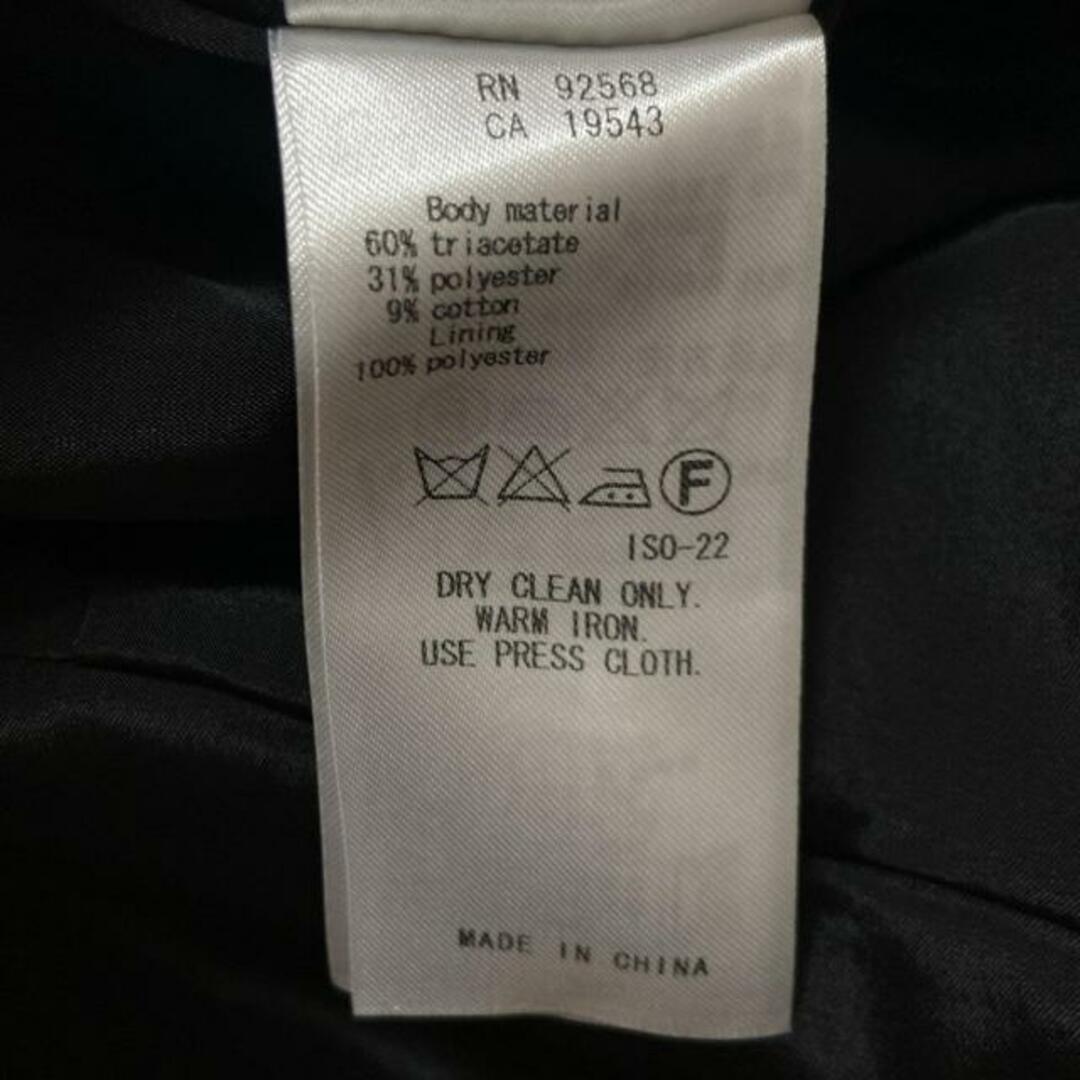 RN 92568
CA 19543
Body material
60% triacetate
31% polyester
9% cotton
Lining
100% polyester
F
ISO-22
DRY CLEAN ONLY.
WARM IRON.
USE PRESS CLOTH.
MADE IN CHINA